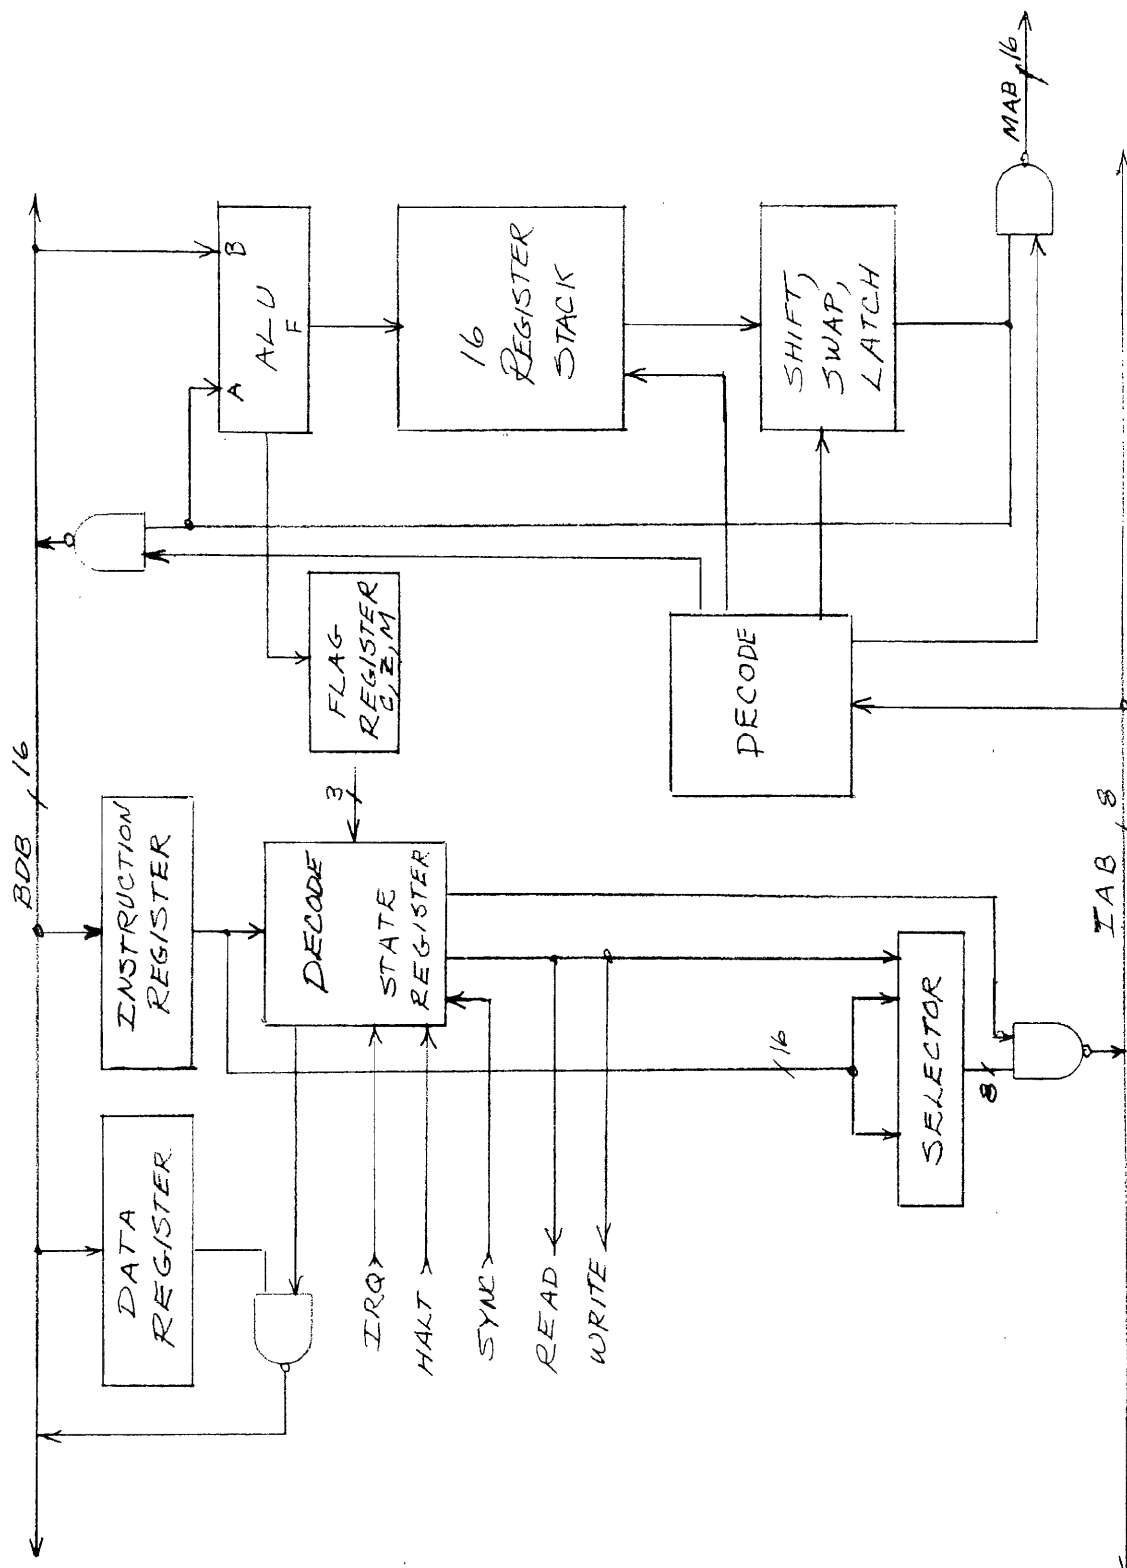 BDB 16
DATA
REGISTER
INSTRUCTION
REGISTER
FLAG
REGISTER
C, Z, M
A
B
ALU
F
3
DECODE
STATE
REGISTER
16
REGISTER
STACK
IRQ
HALT
SYNC
READ
WRITE
DECODE
SHIFT,
SWAP,
LATCH
16
SELECTOR
8
MAB 16
IAB 8